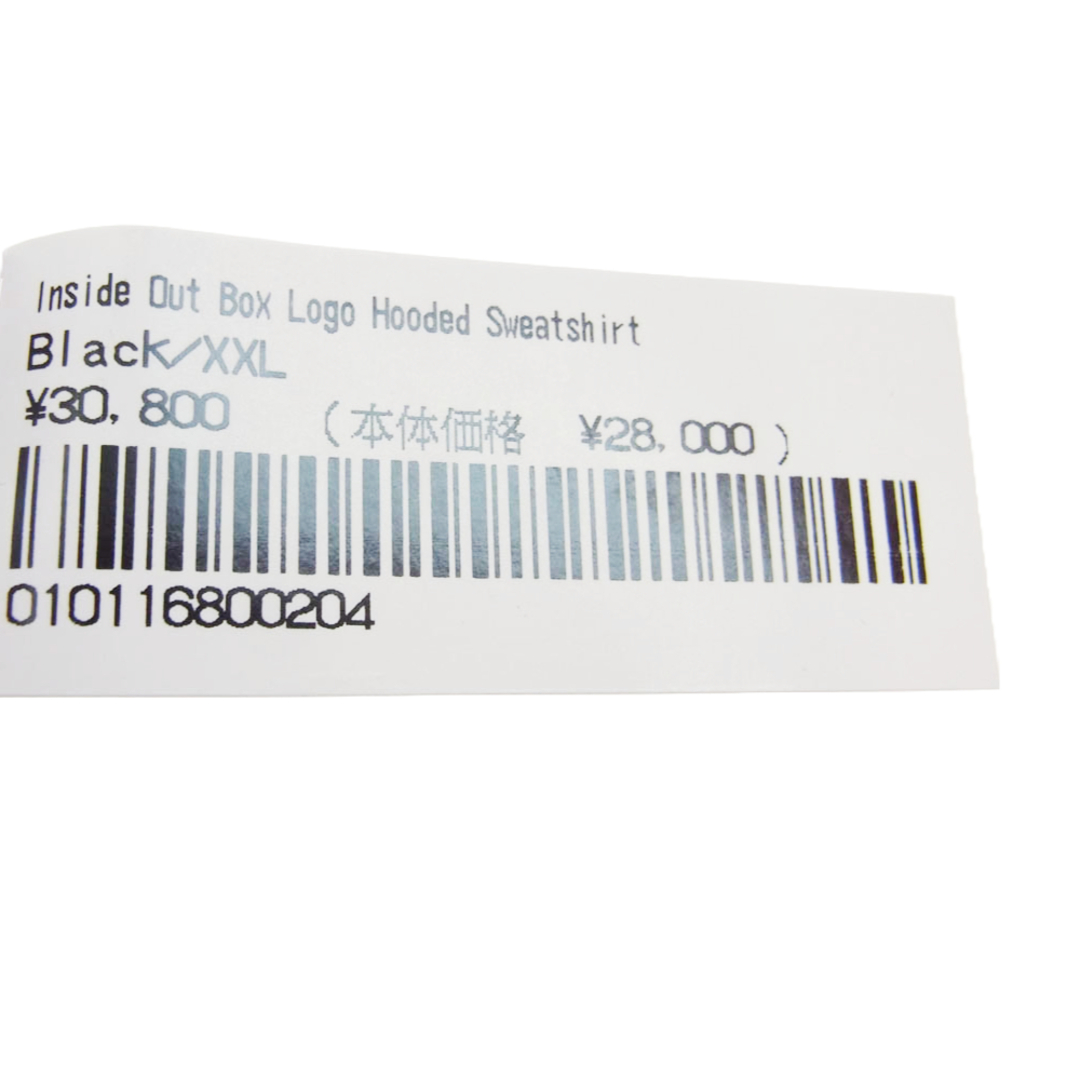 Inside Out Box Logo Hooded Sweatshirt
Black/XXL
¥30,800 (本体価格 ¥28,000)
010116800204